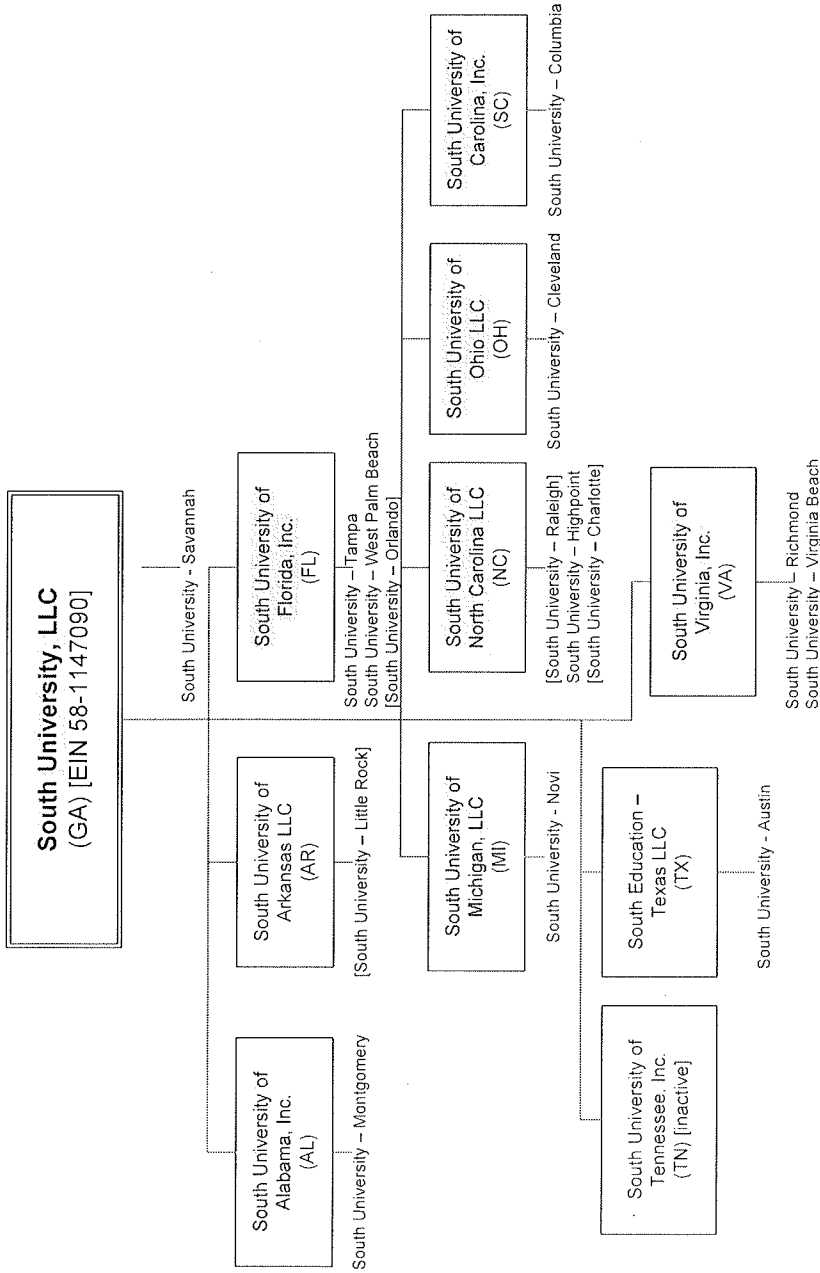 South University, LLC
(GA) [EIN 58-1147090]
South University - Savannah
South University of
Alabama, Inc.
(AL)
South University – Montgomery
South University of
Arkansas LLC
(AR)
[South University – Little Rock]
South University of
Florida, Inc.
(FL)
South University – Tampa
South University – West Palm Beach
[South University – Orlando]
South University of
Michigan, LLC
(MI)
South University - Novi
South University of
North Carolina LLC
(NC)
[South University – Raleigh]
South University – Highpoint
[South University – Charlotte]
South University of
Ohio LLC
(OH)
South University – Cleveland
South University of
Carolina, Inc.
(SC)
South University – Columbia
South University of
Tennessee, Inc.
(TN) [inactive]
South Education –
Texas LLC
(TX)
South University - Austin
South University of
Virginia, Inc.
(VA)
South University – Richmond
South University – Virginia Beach